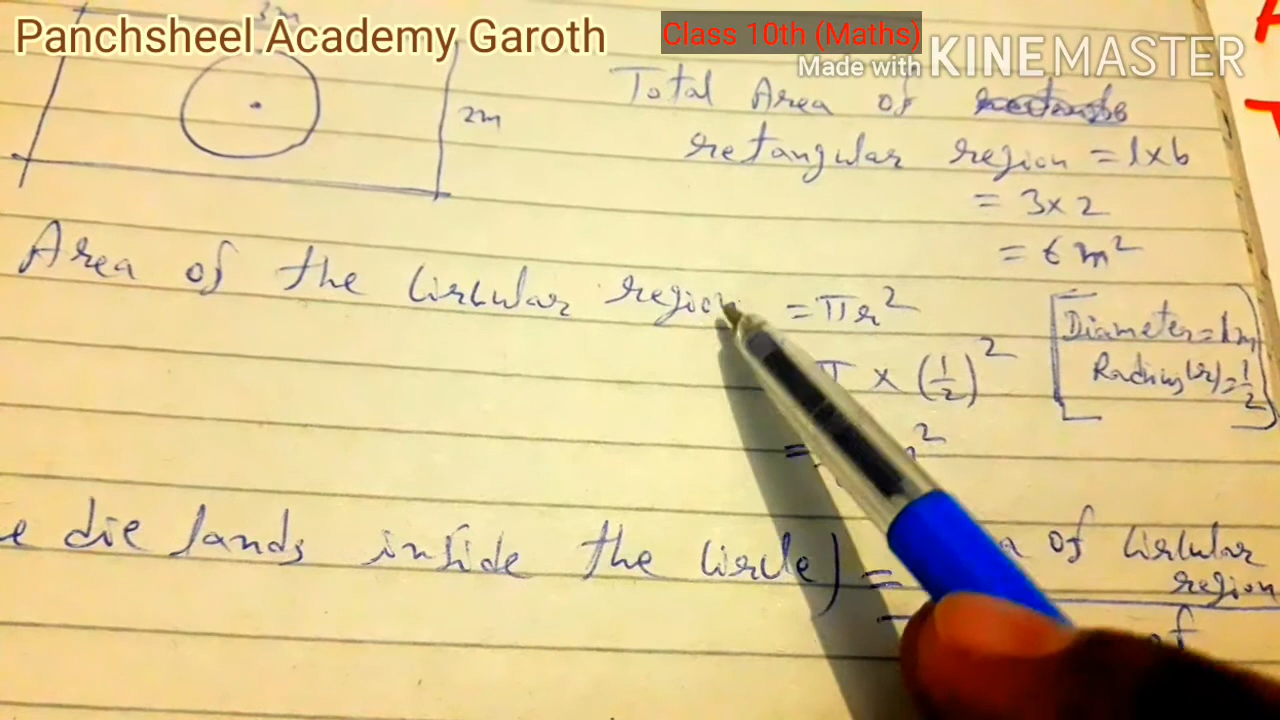 Panchsheel Academy Garoth
Class 10th (Maths)
Made with KINEMASTER
3m
2m
Total Area of
retangular region = l×b
= 3×2
= 6 m²
Area of the Circular region = πr²
π × (1/2)²
[Diameter = 1m
Radius (r) = 1/2]
=
die lands inside the circle) = of Circular
region
of